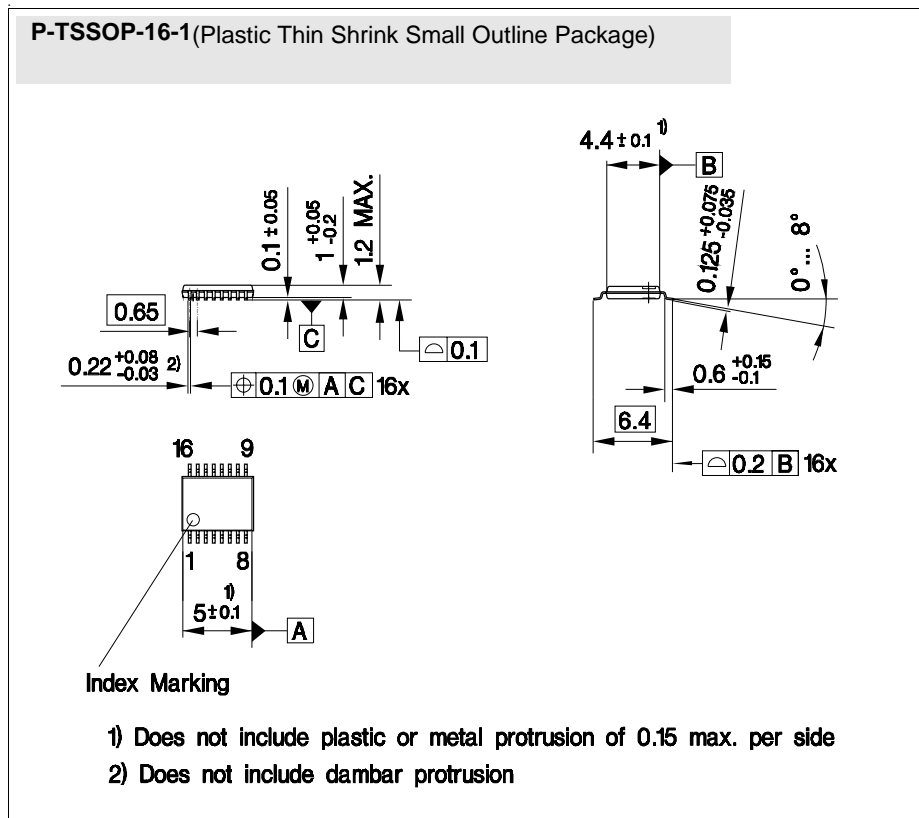 P-TSSOP-16-1(Plastic Thin Shrink Small Outline Package)
4.4±0.1 1)
B
0.1±0.05
1 +0.05 -0.2
1.2 MAX.
0.125 +0.075 -0.035
0°... 8°
0.65
C
⌓ 0.1
0.22 +0.08 -0.03 2)
⌖ 0.1 Ⓜ A C 16x
0.6 +0.15 -0.1
6.4
⌓ 0.2 B 16x
16 9
1 8
5±0.1 1)
A
Index Marking
1) Does not include plastic or metal protrusion of 0.15 max. per side
2) Does not include dambar protrusion